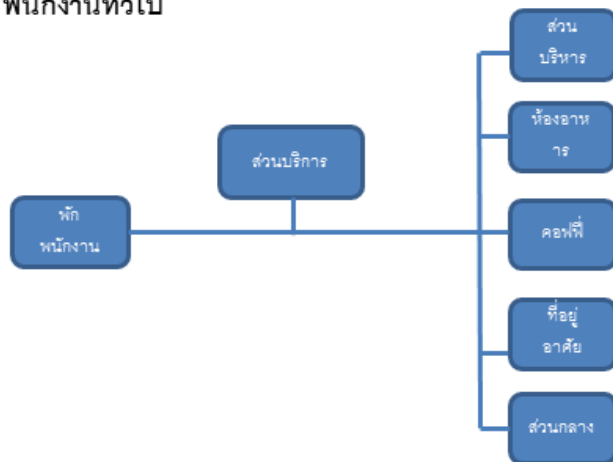 พนักงานทั่วไป
ส่วน
บริหาร
ห้องอาห
าร
ส่วนบริการ
พัก
พนักงาน
คอฟฟี่
ที่อยู่
อาศัย
ส่วนกลาง